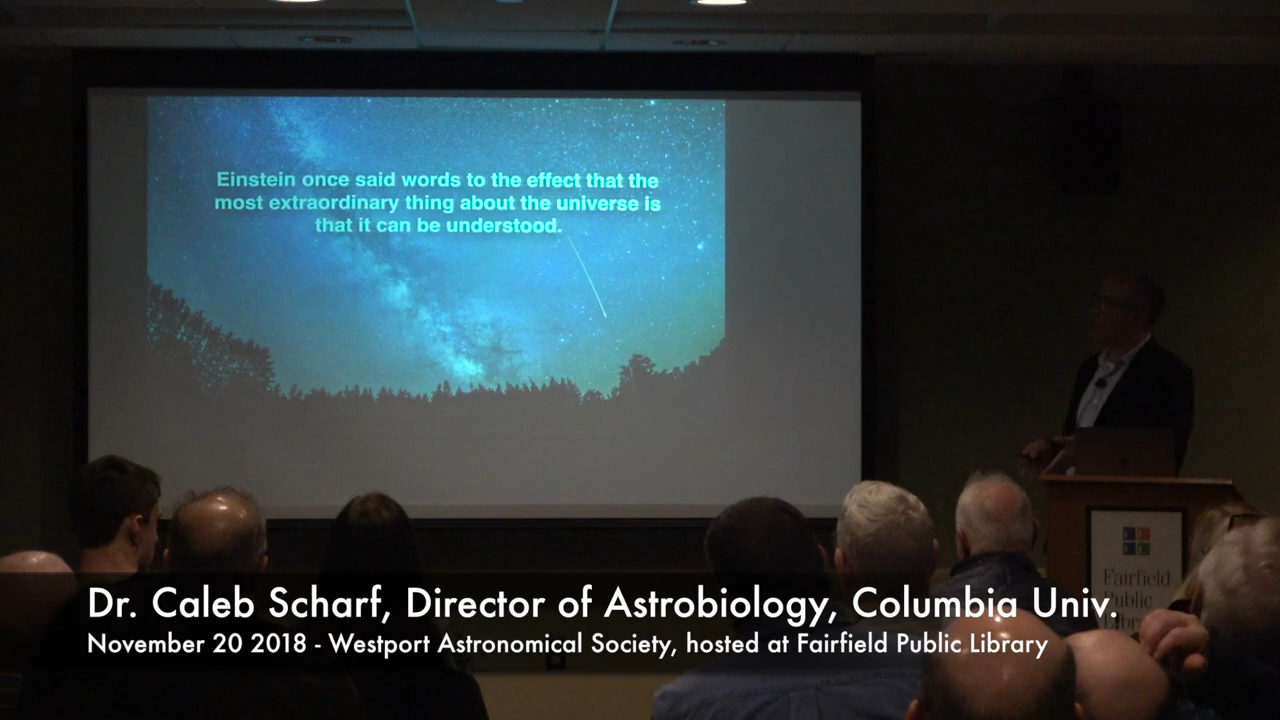 Einstein once said words to the effect that the
most extraordinary thing about the universe is
that it can be understood.
Fairfield
Public
Library
Dr. Caleb Scharf, Director of Astrobiology, Columbia Univ.
November 20 2018 - Westport Astronomical Society, hosted at Fairfield Public Library